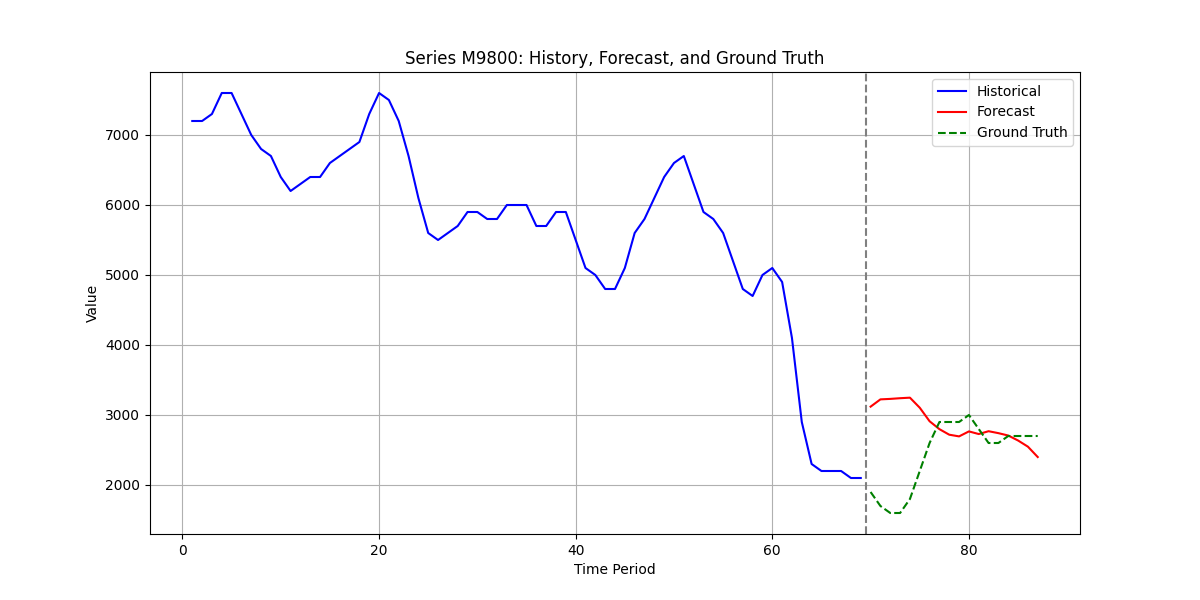 Series M9800: History, Forecast, and Ground Truth
Historical
Forecast
Ground Truth
7000
6000
5000
4000
3000
2000
Value
0
20
40
60
80
Time Period